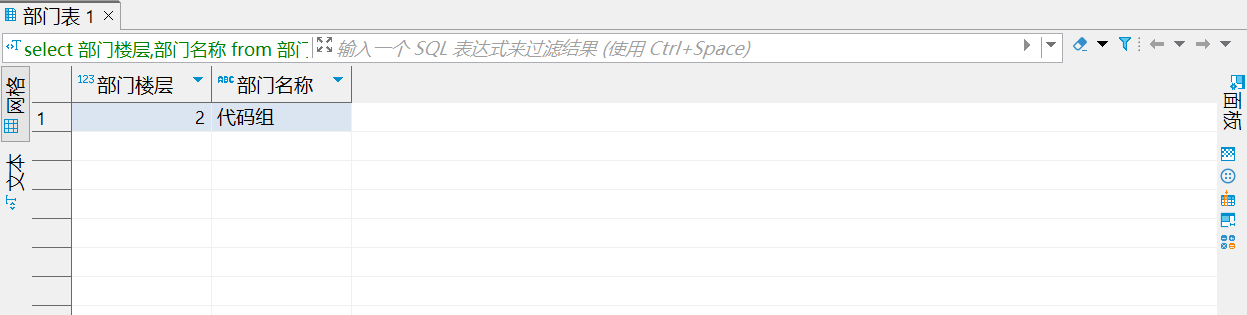 部门表 1
select 部门楼层,部门名称 from 部门
输入一个 SQL 表达式来过滤结果 (使用 Ctrl+Space)
网格
文本
123 部门楼层
ABC 部门名称
1
2
代码组
面板